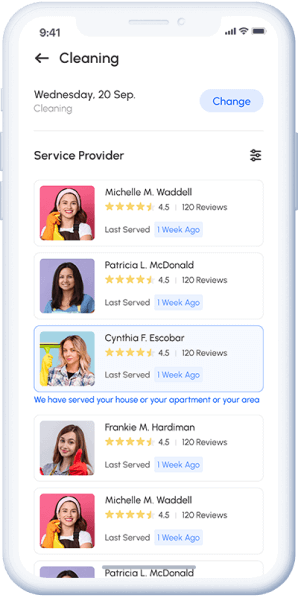 9:41
Cleaning
Wednesday, 20 Sep.
Cleaning
Change
Service Provider
Michelle M. Waddell
4.5 | 120 Reviews
Last Served 1 Week Ago
Patricia L. McDonald
4.5 | 120 Reviews
Last Served 1 Week Ago
Cynthia F. Escobar
4.5 | 120 Reviews
Last Served 1 Week Ago
We have served your house or your apartment or your area
Frankie M. Hardiman
4.5 | 120 Reviews
Last Served 1 Week Ago
Michelle M. Waddell
4.5 | 120 Reviews
Last Served 1 Week Ago
Patricia L. McDonald